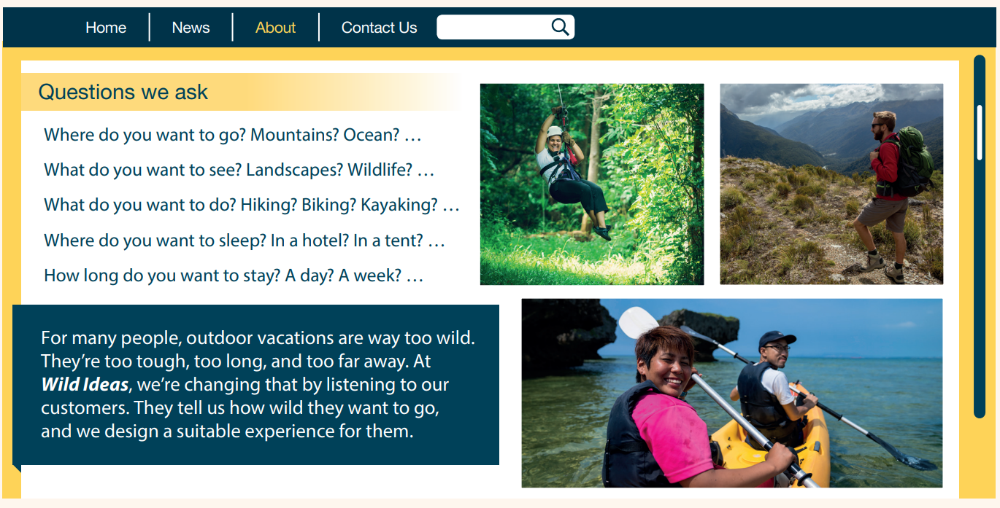 Home
News
About
Contact Us
Questions we ask
Where do you want to go? Mountains? Ocean? …
What do you want to see? Landscapes? Wildlife? …
What do you want to do? Hiking? Biking? Kayaking? …
Where do you want to sleep? In a hotel? In a tent? …
How long do you want to stay? A day? A week? …
For many people, outdoor vacations are way too wild.
They’re too tough, too long, and too far away. At
Wild Ideas, we’re changing that by listening to our
customers. They tell us how wild they want to go,
and we design a suitable experience for them.